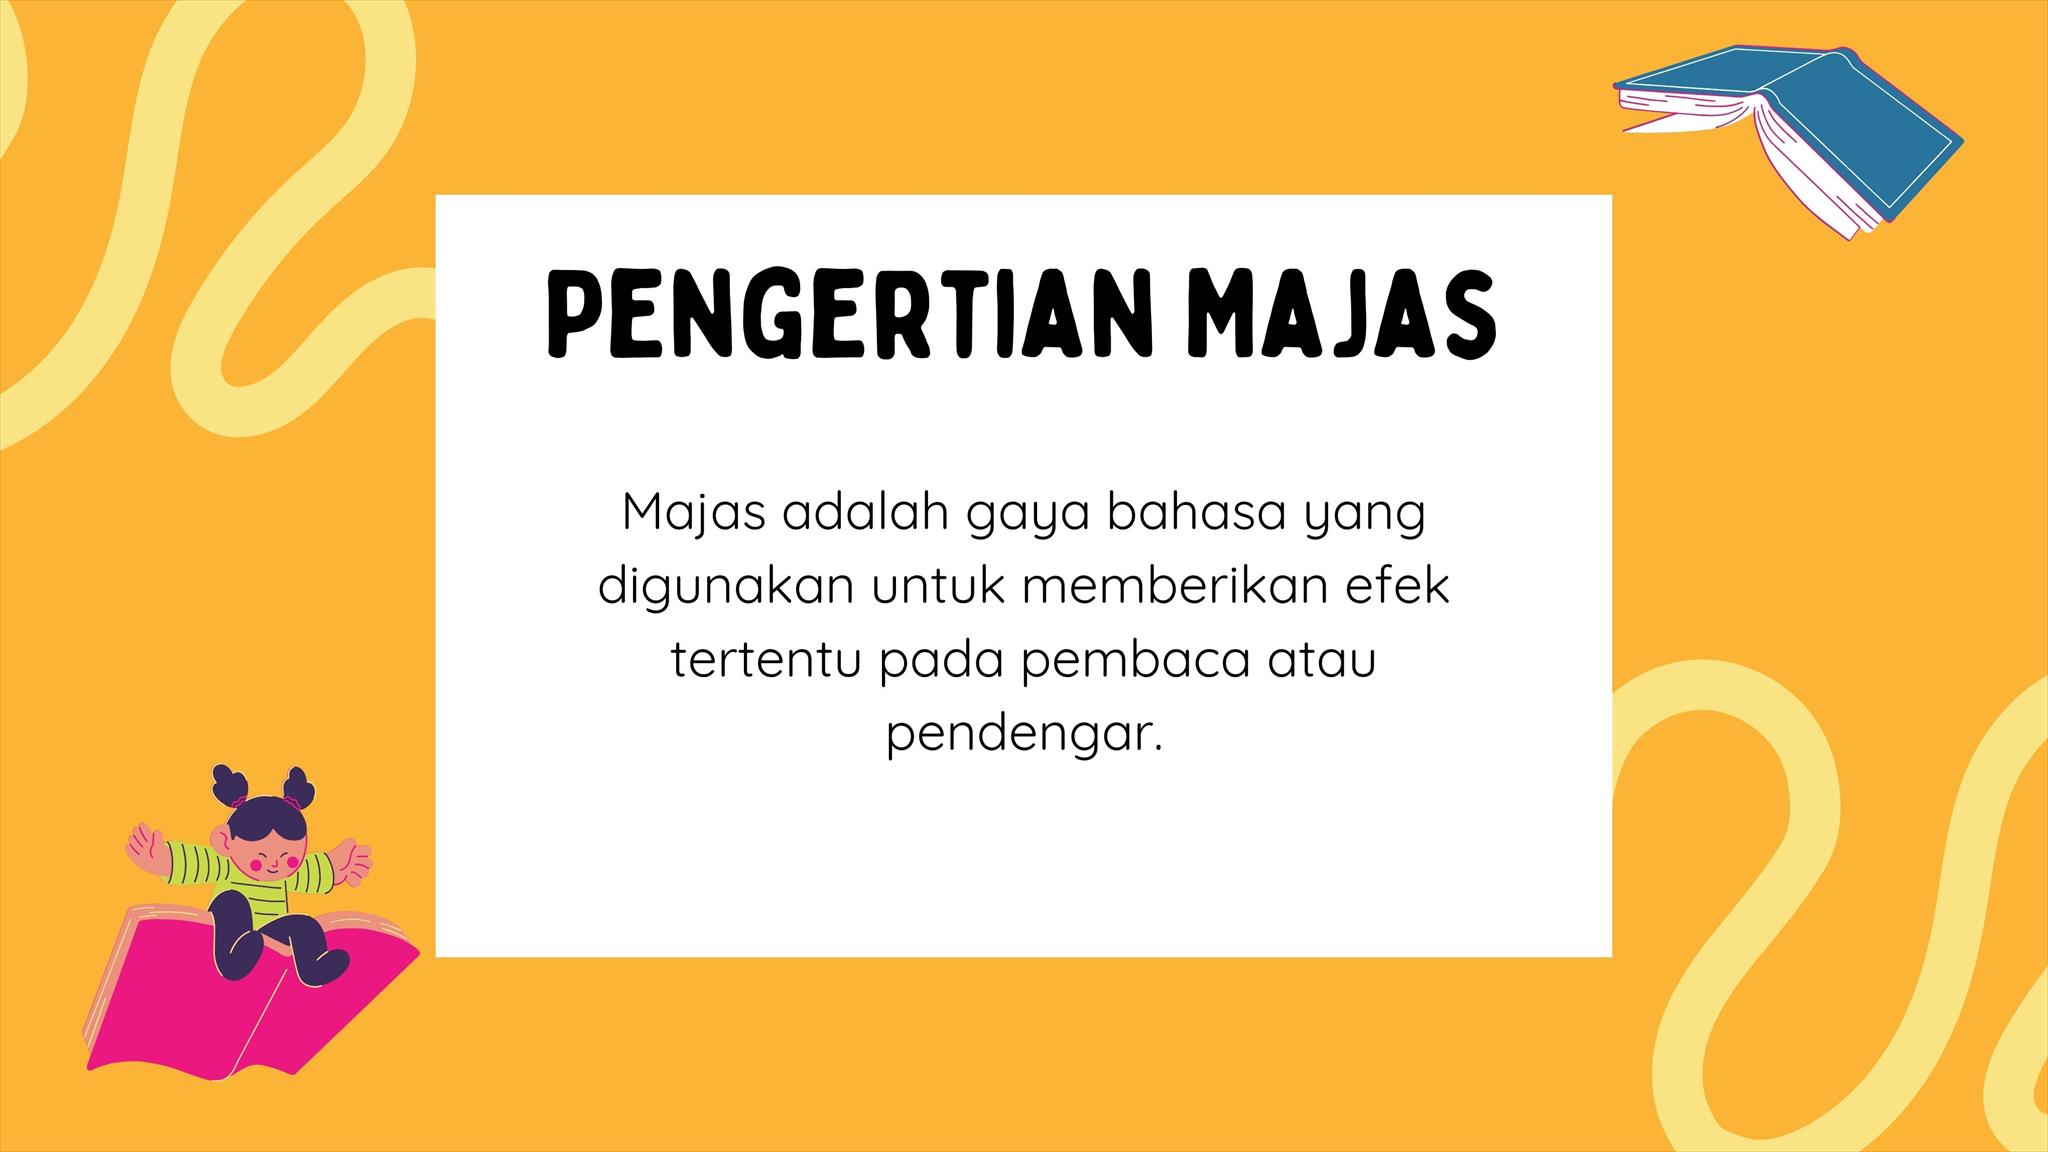 PENGERTIAN MAJAS
Majas adalah gaya bahasa yang
digunakan untuk memberikan efek
tertentu pada pembaca atau
pendengar.